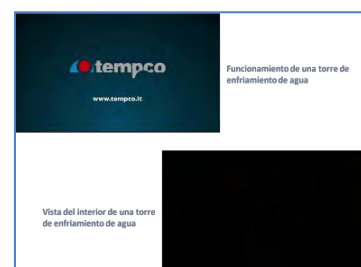 tempco
www.tempco.it
Funcionamiento de una torre de
enfriamiento de agua
Vista del interior de una torre
de enfriamiento de agua